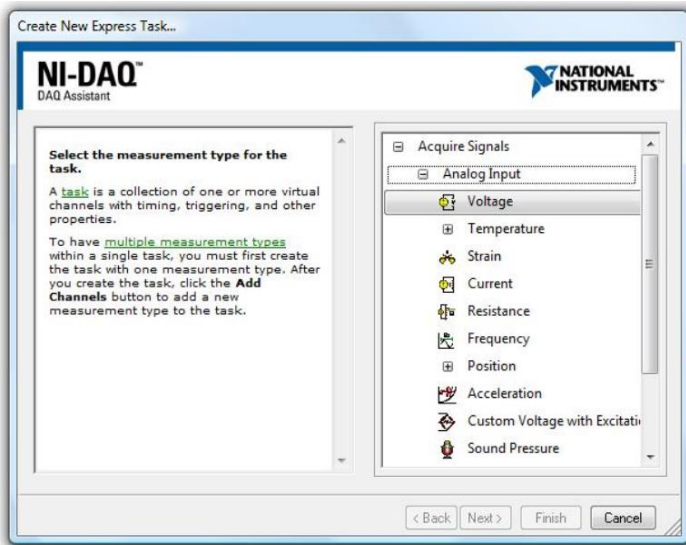 Create New Express Task...
NI-DAQ™
DAQ Assistant
NATIONAL
INSTRUMENTS™
Select the measurement type for the
task.
A task is a collection of one or more virtual
channels with timing, triggering, and other
properties.
To have multiple measurement types
within a single task, you must first create
the task with one measurement type. After
you create the task, click the Add
Channels button to add a new
measurement type to the task.
Acquire Signals
Analog Input
Voltage
Temperature
Strain
Current
Resistance
Frequency
Position
Acceleration
Custom Voltage with Excitati
Sound Pressure
< Back
Next >
Finish
Cancel